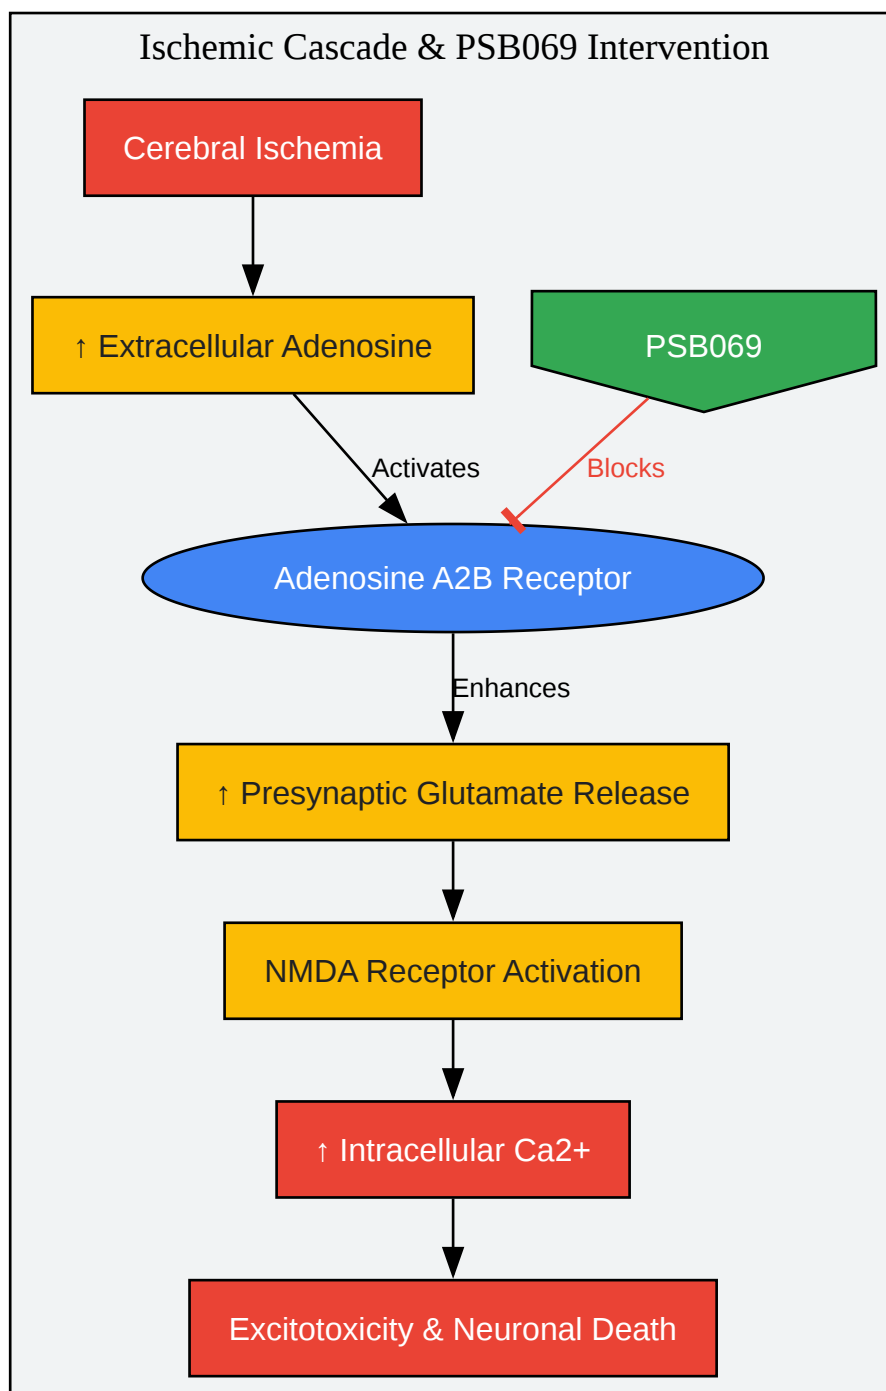 Ischemic Cascade & PSB069 Intervention
Cerebral Ischemia
↑ Extracellular Adenosine
PSB069
Activates
Blocks
Adenosine A2B Receptor
Enhances
↑ Presynaptic Glutamate Release
NMDA Receptor Activation
↑ Intracellular Ca2+
Excitotoxicity & Neuronal Death